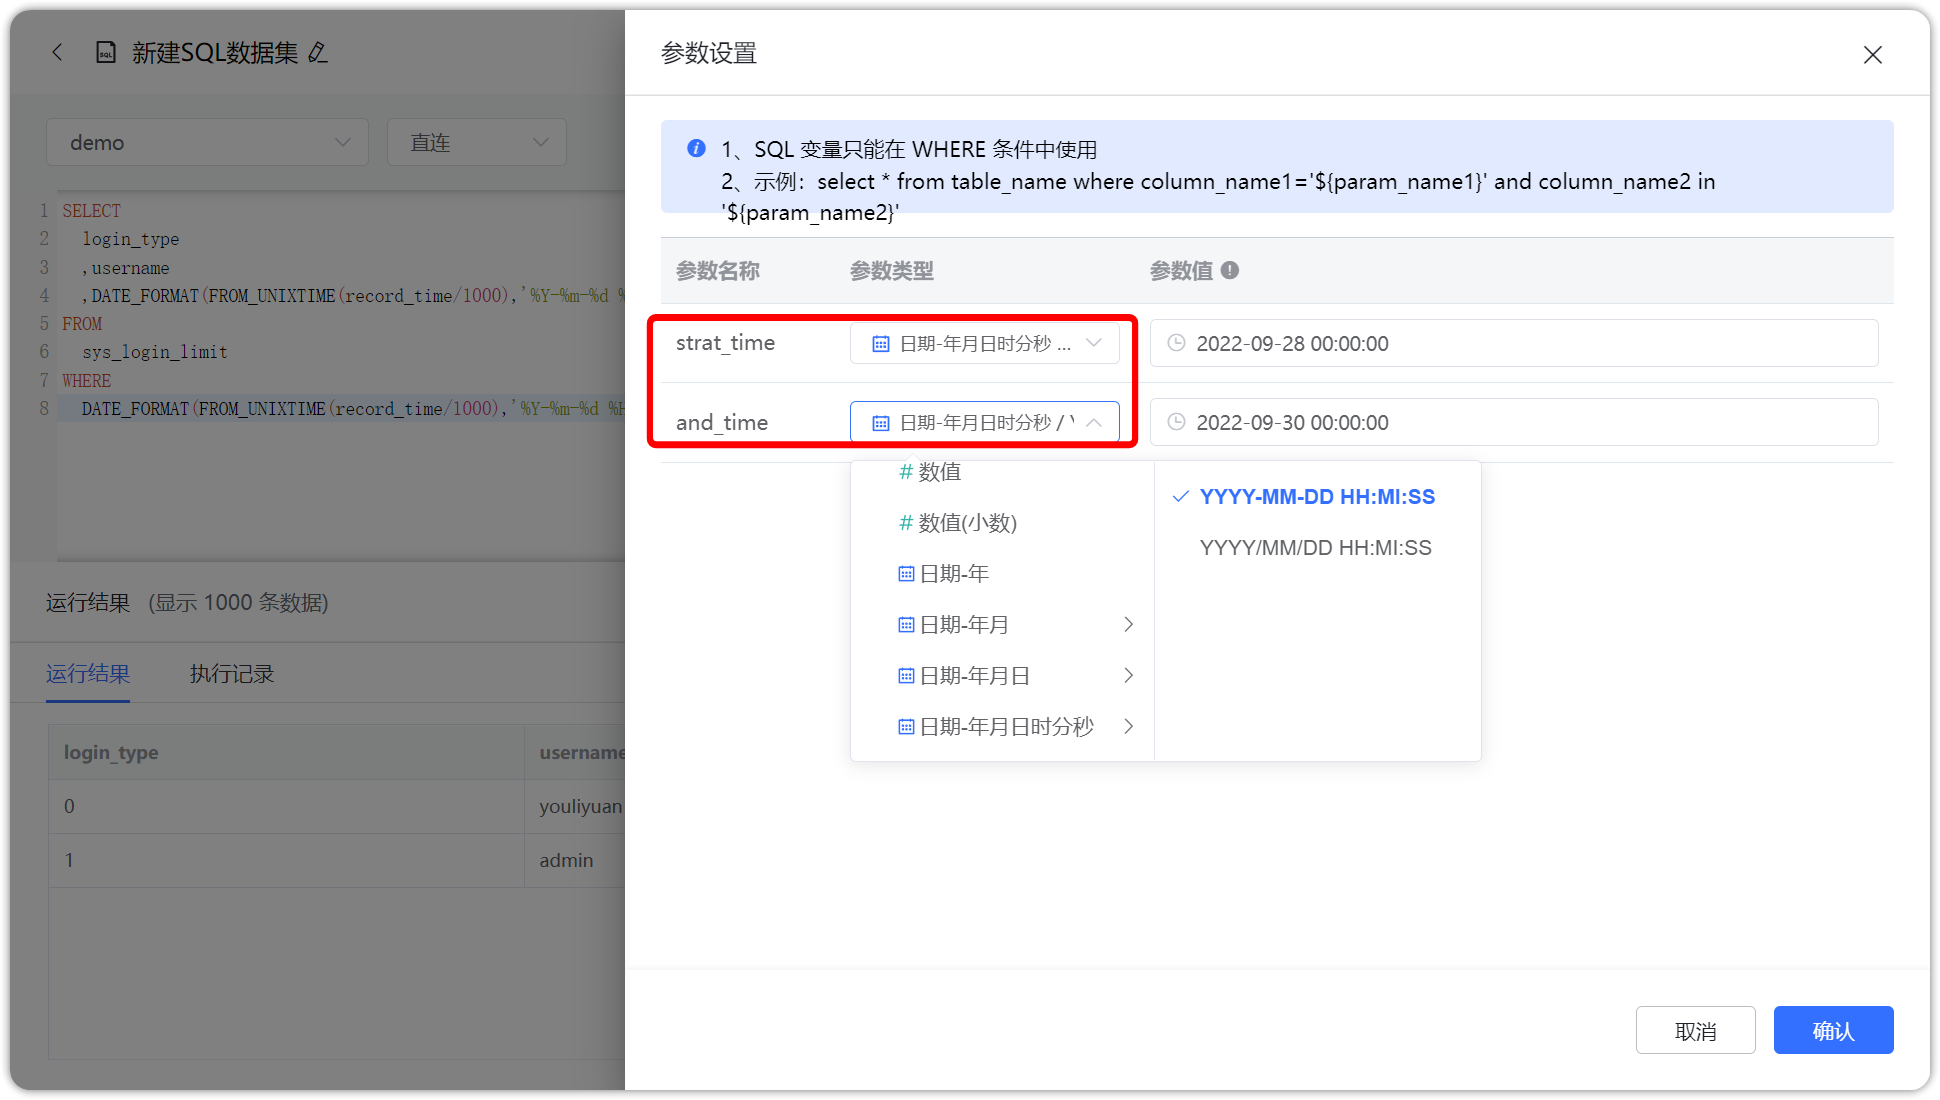 新建SQL数据集
demo
直连
1 SELECT
2 login_type
3 ,username
4 ,DATE_FORMAT(FROM_UNIXTIME(record_time/1000),'%Y-%m-%d %
5 FROM
6 sys_login_limit
7 WHERE
8 DATE_FORMAT(FROM_UNIXTIME(record_time/1000),'%Y-%m-%d %H
运行结果 (显示 1000 条数据)
运行结果 执行记录
login_type username
0 youliyuan
1 admin
参数设置
1、SQL 变量只能在 WHERE 条件中使用
2、示例：select * from table_name where column_name1='${param_name1}' and column_name2 in
'${param_name2}'
参数名称 参数类型 参数值
strat_time 日期-年月日时分秒 ... 2022-09-28 00:00:00
and_time 日期-年月日时分秒 / 2022-09-30 00:00:00
# 数值
# 数值(小数)
日期-年
日期-年月
日期-年月日
日期-年月日时分秒
YYYY-MM-DD HH:MI:SS
YYYY/MM/DD HH:MI:SS
取消 确认